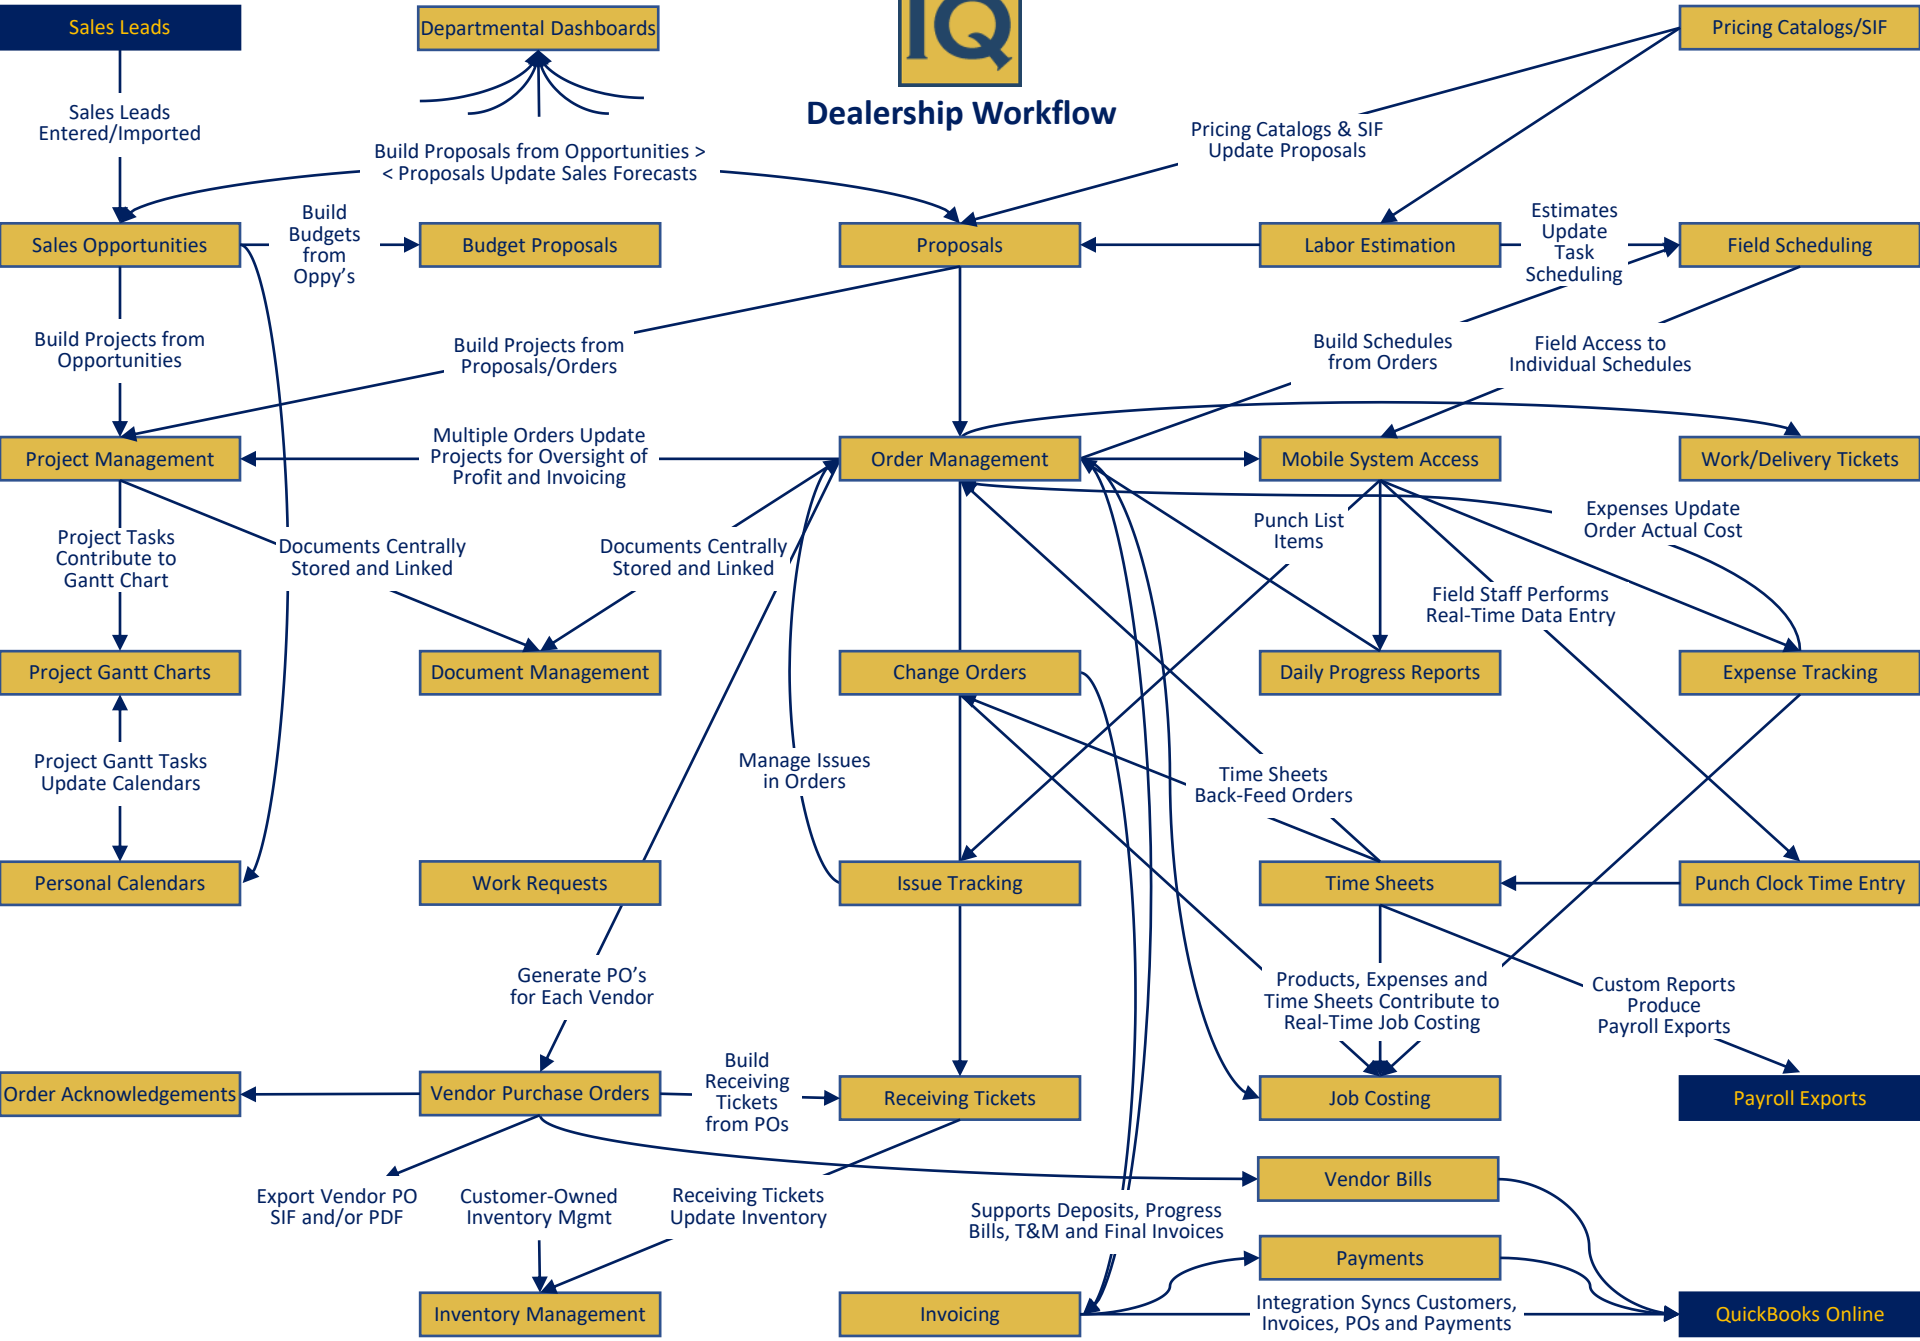 Sales Leads
Departmental Dashboards
IQ
Pricing Catalogs/SIF
Dealership Workflow
Sales Leads
Entered/Imported
Build Proposals from Opportunities >
< Proposals Update Sales Forecasts
Pricing Catalogs & SIF
Update Proposals
Sales Opportunities
Build
Budgets
from
Oppy's
Budget Proposals
Proposals
Labor Estimation
Estimates
Update
Task
Scheduling
Field Scheduling
Build Projects from
Opportunities
Build Projects from
Proposals/Orders
Build Schedules
from Orders
Field Access to
Individual Schedules
Project Management
Multiple Orders Update
Projects for Oversight of
Profit and Invoicing
Order Management
Mobile System Access
Work/Delivery Tickets
Project Tasks
Contribute to
Gantt Chart
Documents Centrally
Stored and Linked
Documents Centrally
Stored and Linked
Punch List
Items
Expenses Update
Order Actual Cost
Field Staff Performs
Real-Time Data Entry
Project Gantt Charts
Document Management
Change Orders
Daily Progress Reports
Expense Tracking
Project Gantt Tasks
Update Calendars
Manage Issues
in Orders
Time Sheets
Back-Feed Orders
Personal Calendars
Work Requests
Issue Tracking
Time Sheets
Punch Clock Time Entry
Generate PO's
for Each Vendor
Products, Expenses and
Time Sheets Contribute to
Real-Time Job Costing
Custom Reports
Produce
Payroll Exports
Order Acknowledgements
Vendor Purchase Orders
Build
Receiving
Tickets
from POs
Receiving Tickets
Job Costing
Payroll Exports
Export Vendor PO
SIF and/or PDF
Customer-Owned
Inventory Mgmt
Receiving Tickets
Update Inventory
Supports Deposits, Progress
Bills, T&M and Final Invoices
Vendor Bills
Payments
Inventory Management
Invoicing
Integration Syncs Customers,
Invoices, POs and Payments
QuickBooks Online